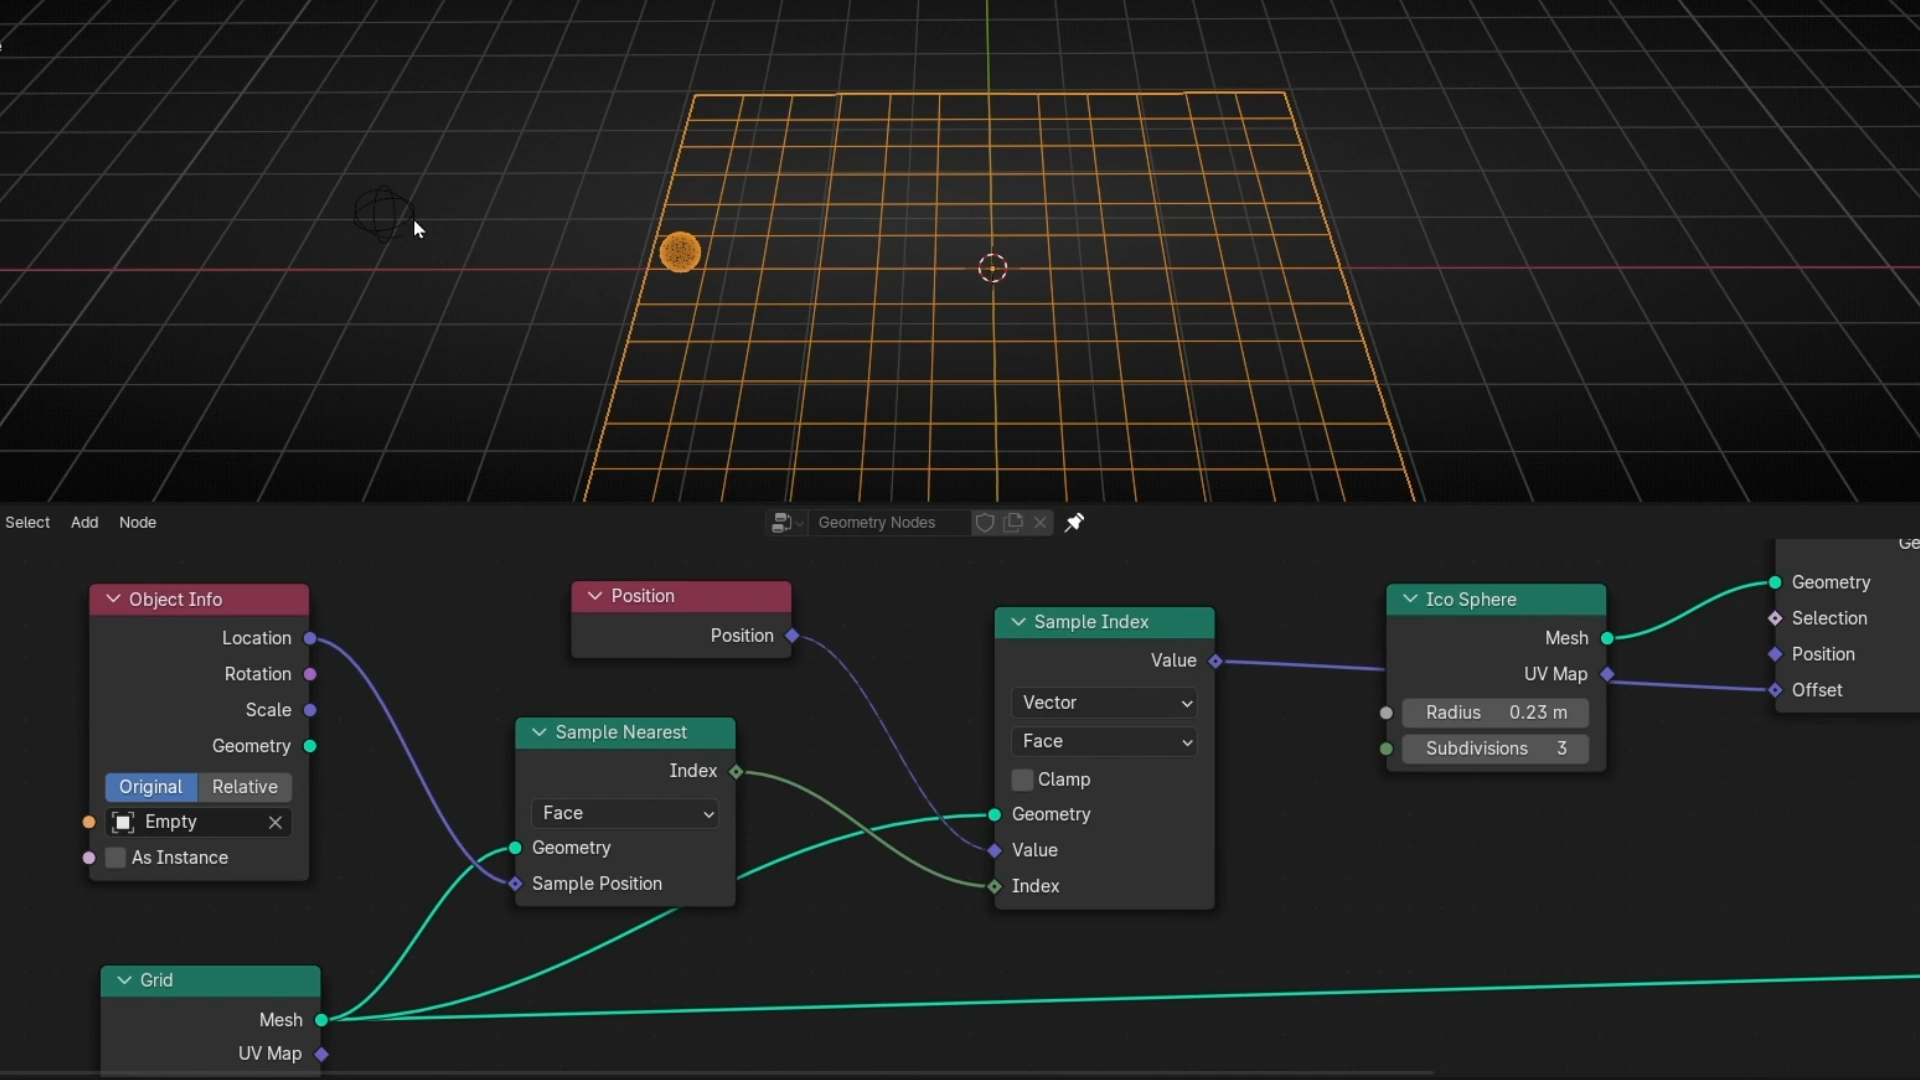 Select Add Node
Geometry Nodes
Ge
Object Info
Location
Rotation
Scale
Geometry
Original Relative
Empty
As Instance
Position
Position
Sample Nearest
Index
Face
Geometry
Sample Position
Grid
Mesh
UV Map
Sample Index
Value
Vector
Face
Clamp
Geometry
Value
Index
Ico Sphere
Mesh
UV Map
Radius 0.23 m
Subdivisions 3
Geometry
Selection
Position
Offset